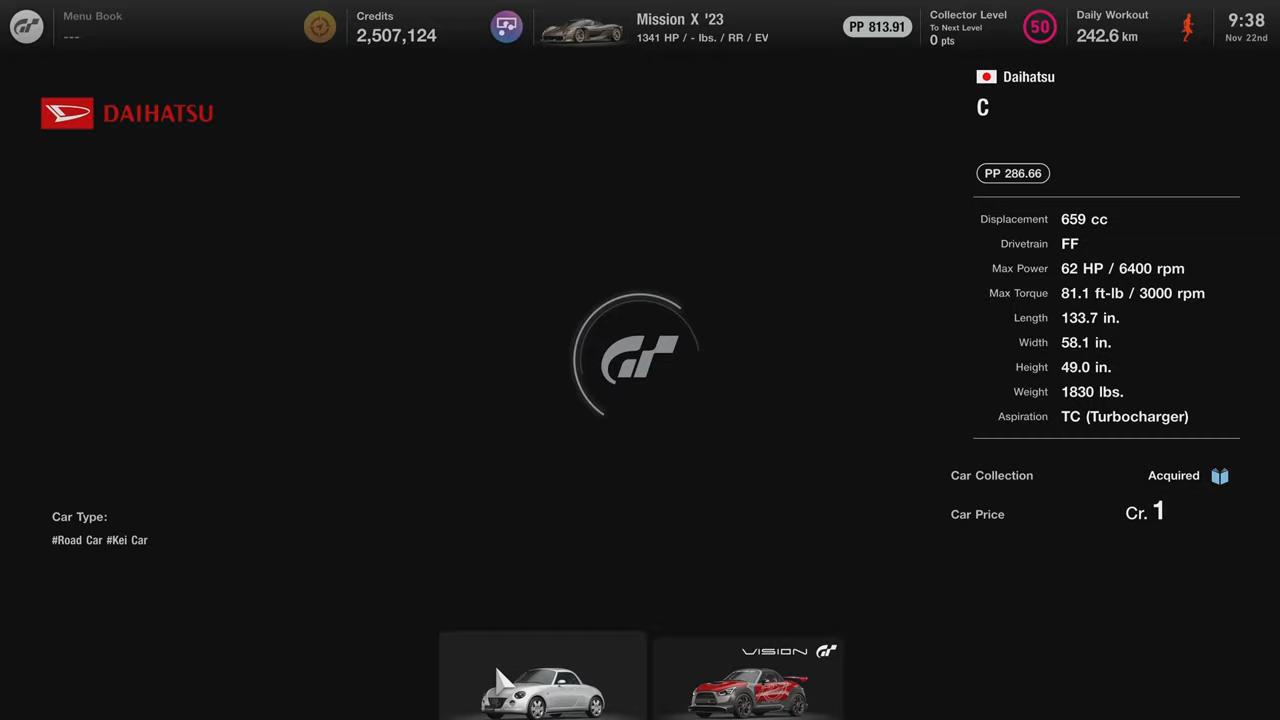 Menu Book
---
Credits
2,507,124
Mission X '23
1341 HP / - lbs. / RR / EV
PP 813.91
Collector Level
To Next Level
0 pts
50
Daily Workout
242.6 km
9:38
Nov 22nd
DAIHATSU
Daihatsu
C
PP 286.66
Displacement 659 cc
Drivetrain FF
Max Power 62 HP / 6400 rpm
Max Torque 81.1 ft-lb / 3000 rpm
Length 133.7 in.
Width 58.1 in.
Height 49.0 in.
Weight 1830 lbs.
Aspiration TC (Turbocharger)
Car Collection Acquired
Car Price Cr. 1
Car Type:
#Road Car #Kei Car
GT
VISION GT